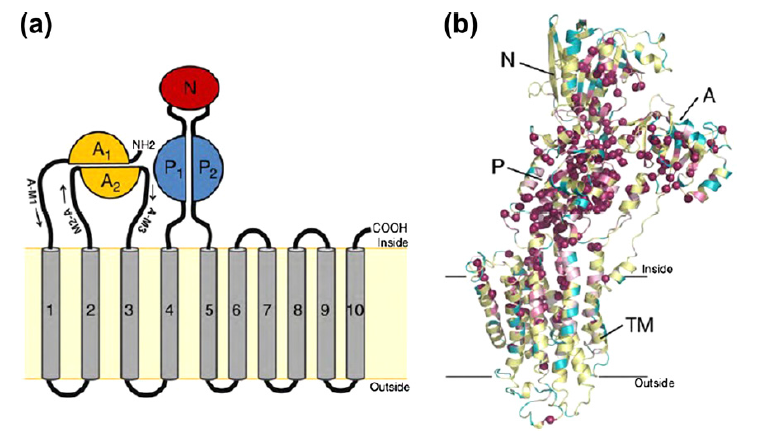 (a)
N
A1
A2
NH2
P1
P2
A-M1
M2-A
A-M3
COOH
Inside
1
2
3
4
5
6
7
8
9
10
Outside
(b)
N
A
P
Inside
TM
Outside